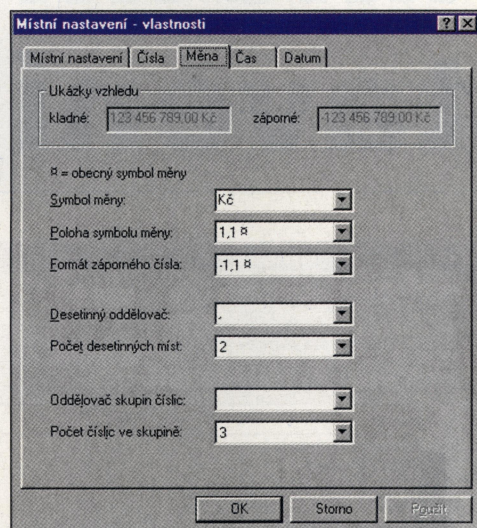 Místní nastavení - vlastnosti
Místní nastavení Čísla Měna Čas Datum
Ukázky vzhledu
kladné: 123 456 789,00 Kč záporné: -123 456 789,00 Kč
¤ = obecný symbol měny
Symbol měny: Kč
Poloha symbolu měny: 1,1 ¤
Formát záporného čísla: -1,1 ¤
Desetinný oddělovač: ,
Počet desetinných míst: 2
Oddělovač skupin číslic:
Počet číslic ve skupině: 3
OK Storno Použít